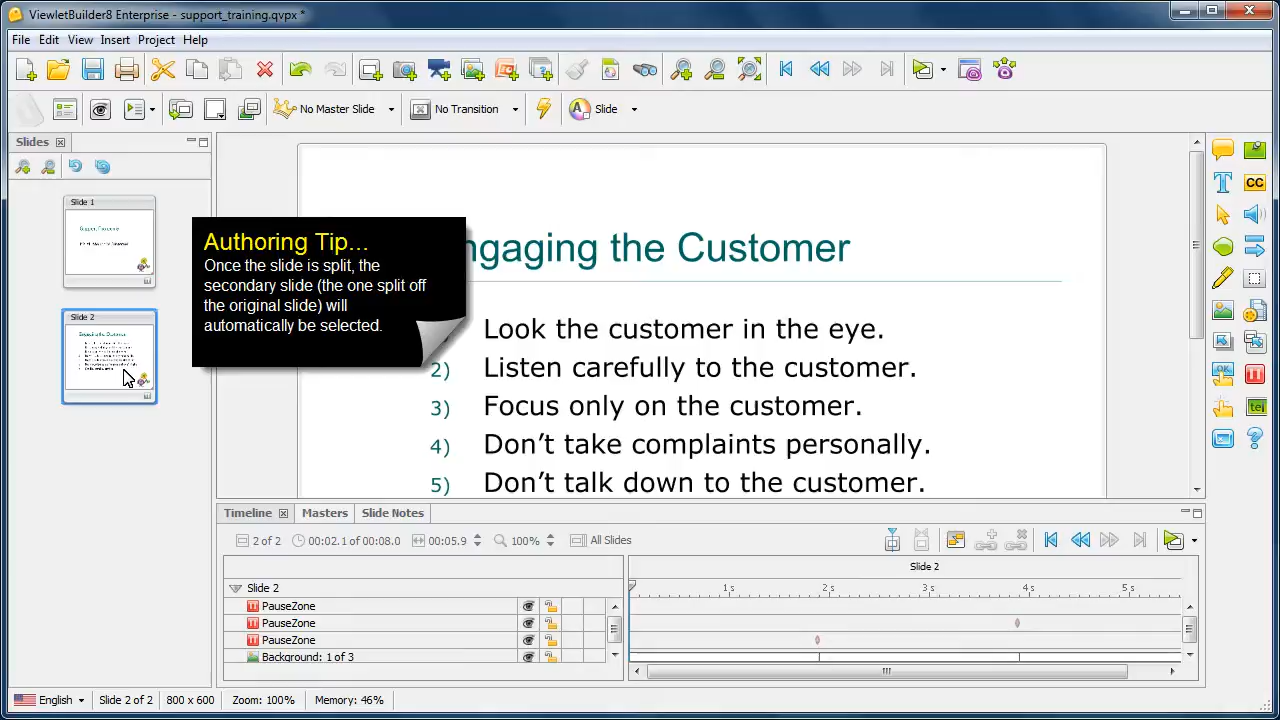 ViewletBuilder8 Enterprise - support_training.qvpx *
File Edit View Insert Project Help
No Master Slide No Transition Slide
Slides
Slide 1
Slide 2
Engaging the Customer
Authoring Tip...
Once the slide is split, the
secondary slide (the one split off
the original slide) will
automatically be selected.
ngaging the Customer
Look the customer in the eye.
2) Listen carefully to the customer.
3) Focus only on the customer.
4) Don’t take complaints personally.
5) Don’t talk down to the customer.
CC
OK
tej
Timeline Masters Slide Notes
2 of 2 00:02.1 of 00:08.0 00:05.9 100% All Slides
Slide 2
Slide 2 1 s 2 s 3 s 4 s 5 s
PauseZone
PauseZone
PauseZone
Background: 1 of 3
English Slide 2 of 2 800 x 600 Zoom: 100% Memory: 46%